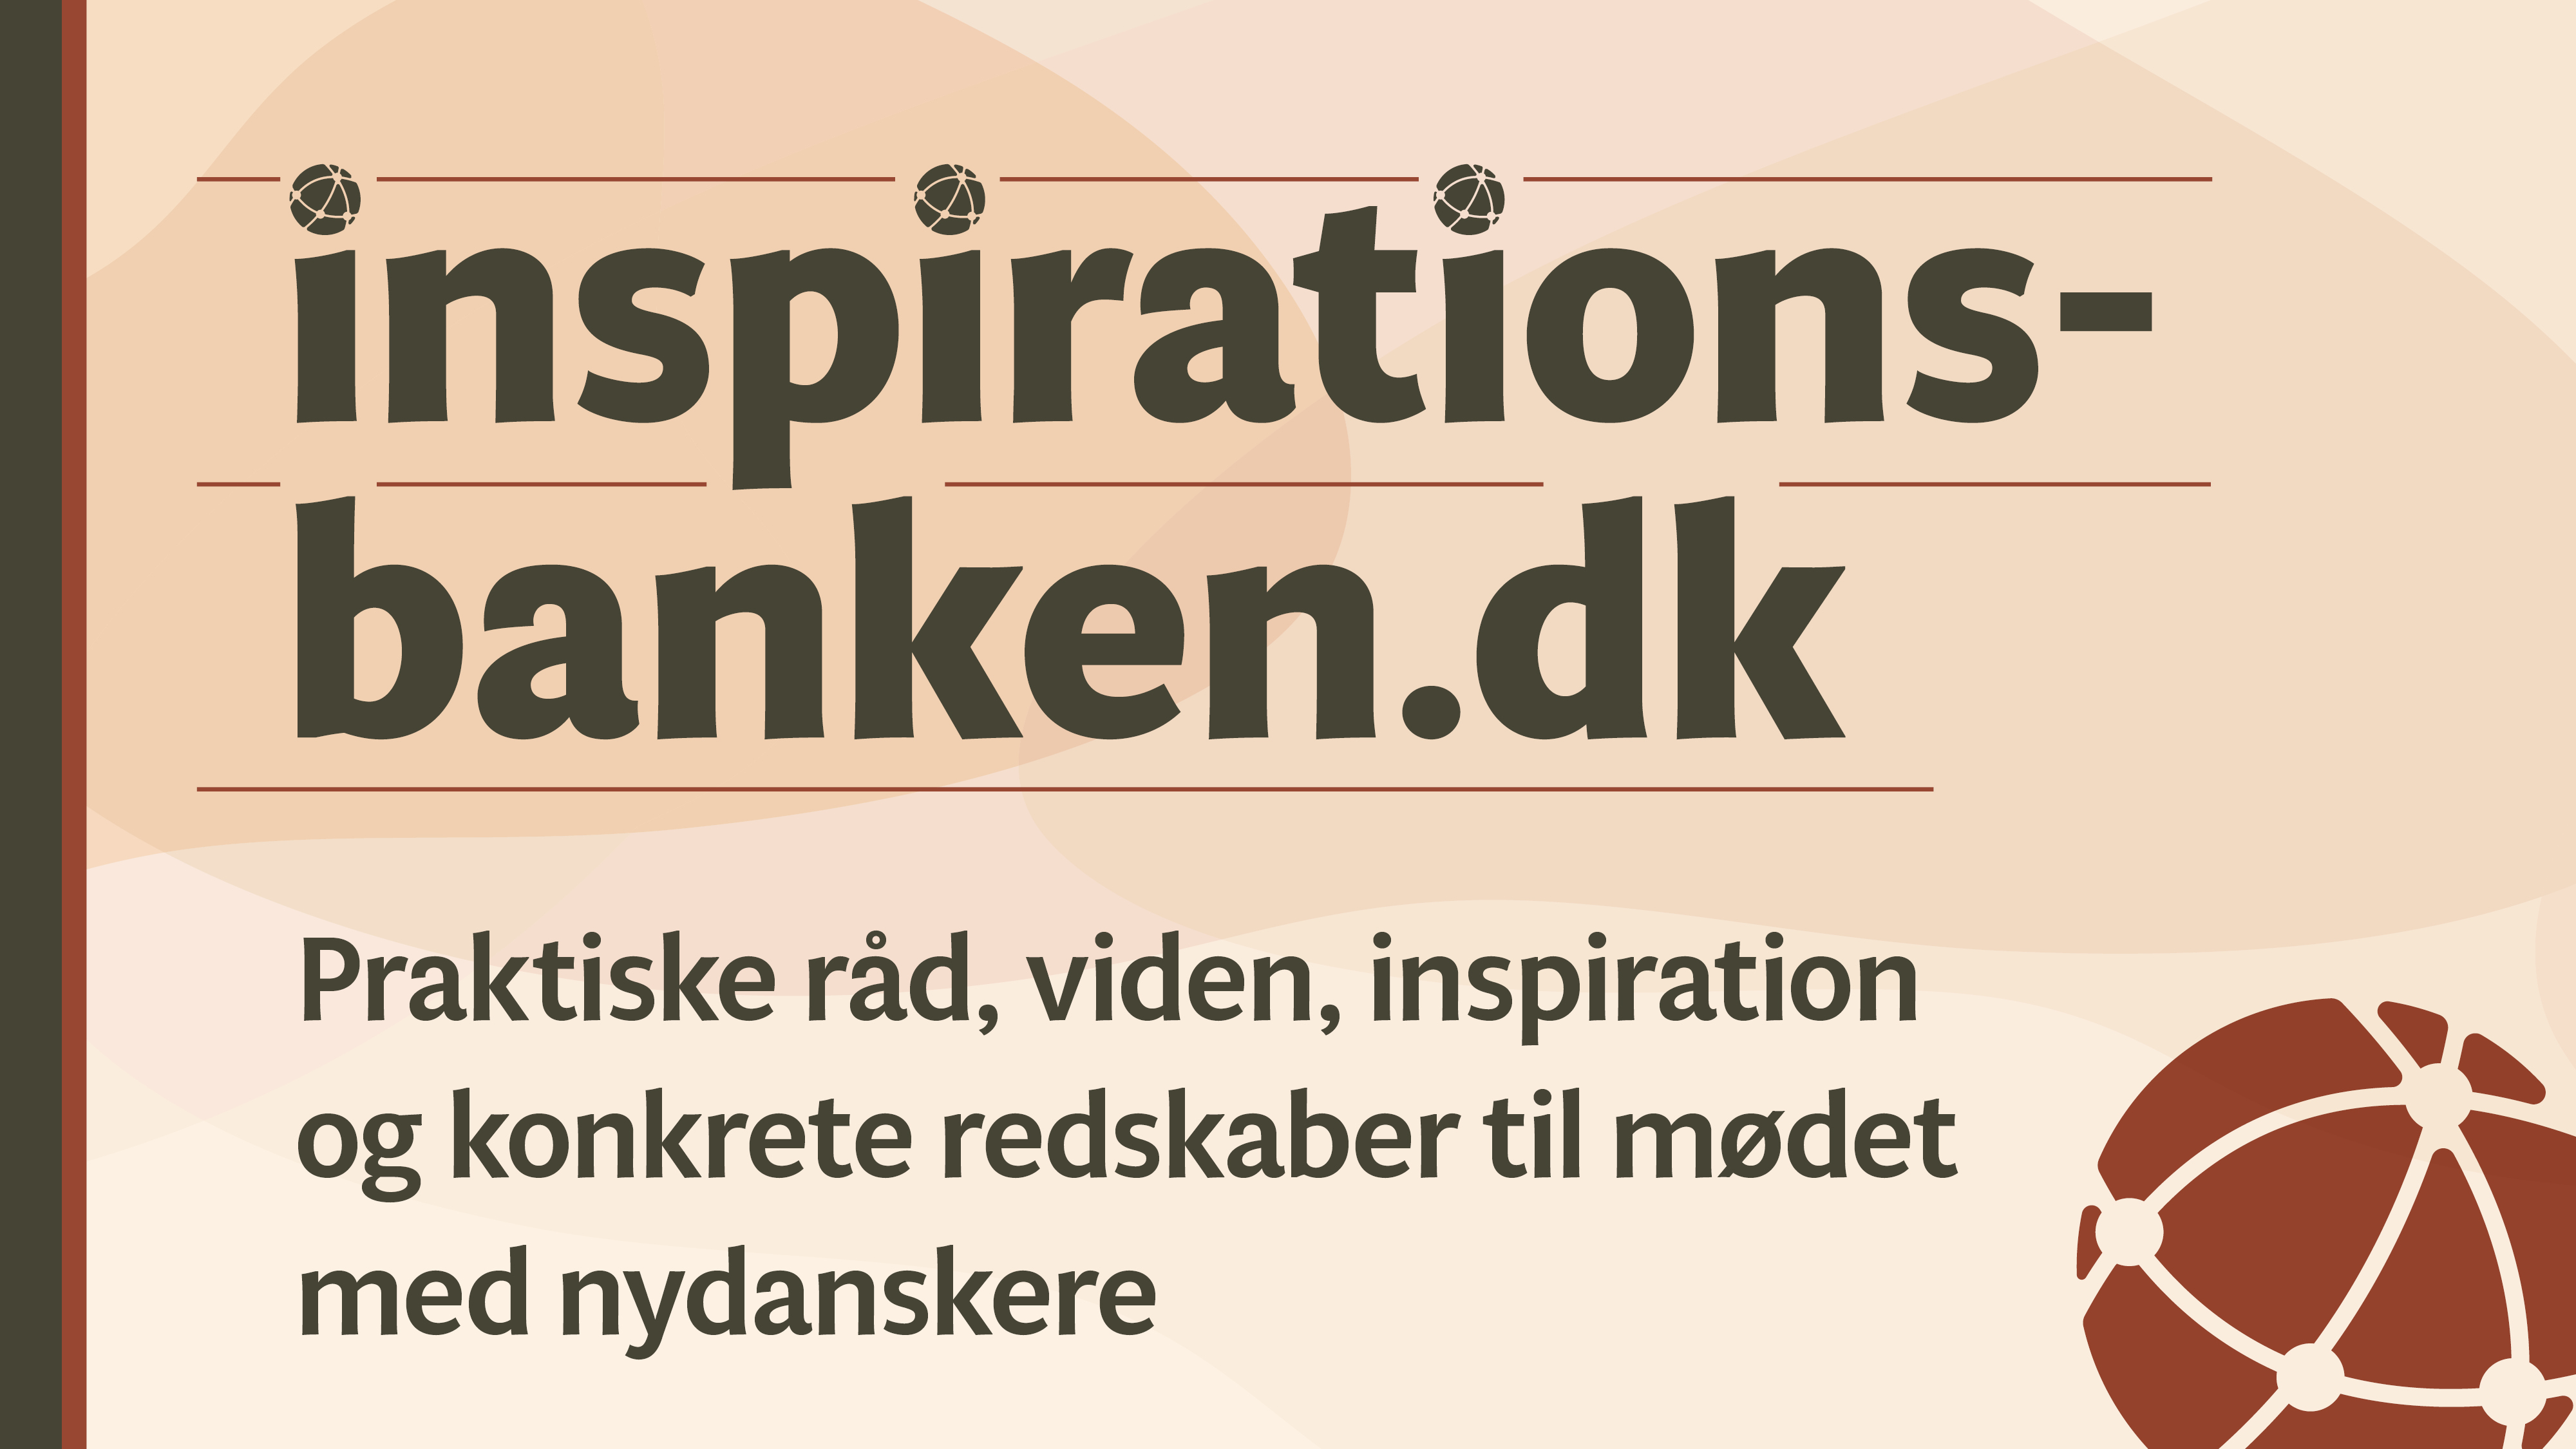 inspirations-
banken.dk
Praktiske råd, viden, inspiration
og konkrete redskaber til mødet
med nydanskere